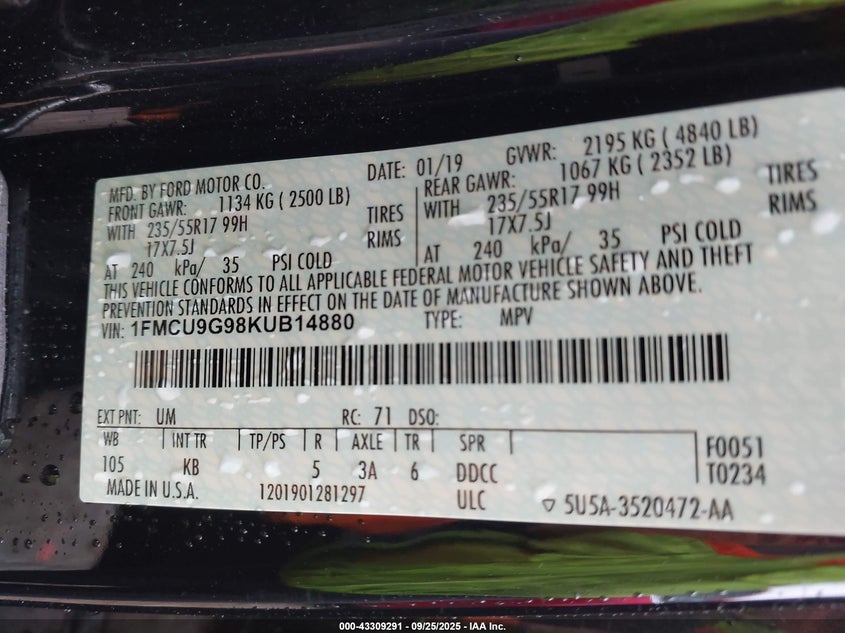 MFD. BY FORD MOTOR CO. DATE: 01/19 GVWR: 2195 KG ( 4840 LB)
FRONT GAWR: 1134 KG ( 2500 LB) REAR GAWR: 1067 KG ( 2352 LB)
WITH 235/55R17 99H TIRES WITH 235/55R17 99H TIRES
17X7.5J RIMS 17X7.5J RIMS
AT 240 kPa/ 35 PSI COLD AT 240 kPa/ 35 PSI COLD
THIS VEHICLE CONFORMS TO ALL APPLICABLE FEDERAL MOTOR VEHICLE SAFETY AND THEFT
PREVENTION STANDARDS IN EFFECT ON THE DATE OF MANUFACTURE SHOWN ABOVE.
VIN: 1FMCU9G98KUB14880 TYPE: MPV
EXT PNT: UM RC: 71 DSO:
WB INT TR TP/PS R AXLE TR SPR F0051
105 KB 5 3A 6 DDCC T0234
MADE IN U.S.A. 1201901281297 ULC ▽ 5U5A-3520472-AA
000-43309291 - 09/25/2025 - IAA Inc.